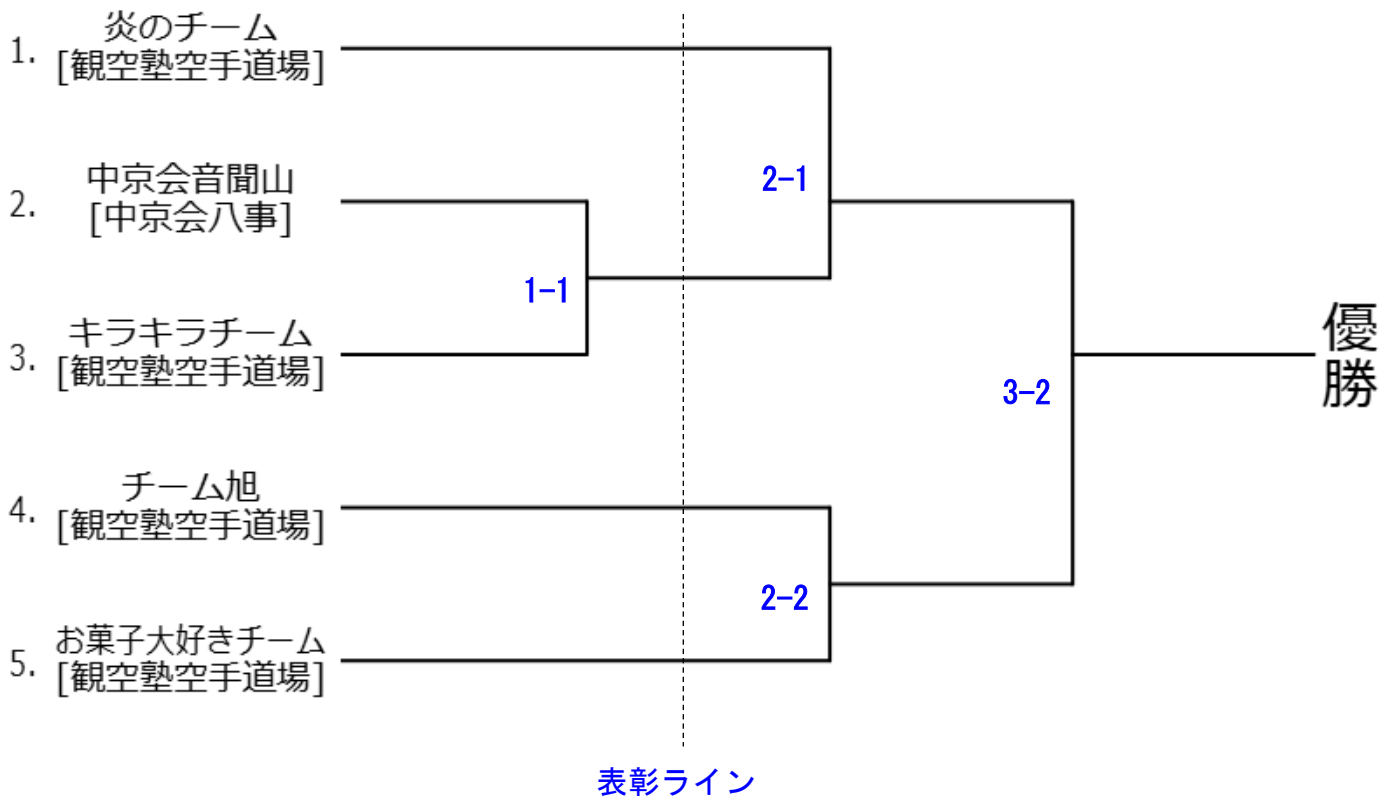 1.
炎のチーム
[観空塾空手道場]
2.
中京会音聞山
[中京会八事]
3.
キラキラチーム
[観空塾空手道場]
4.
チーム旭
[観空塾空手道場]
5.
お菓子大好きチーム
[観空塾空手道場]
1-1
2-1
2-2
3-2
優勝
表彰ライン